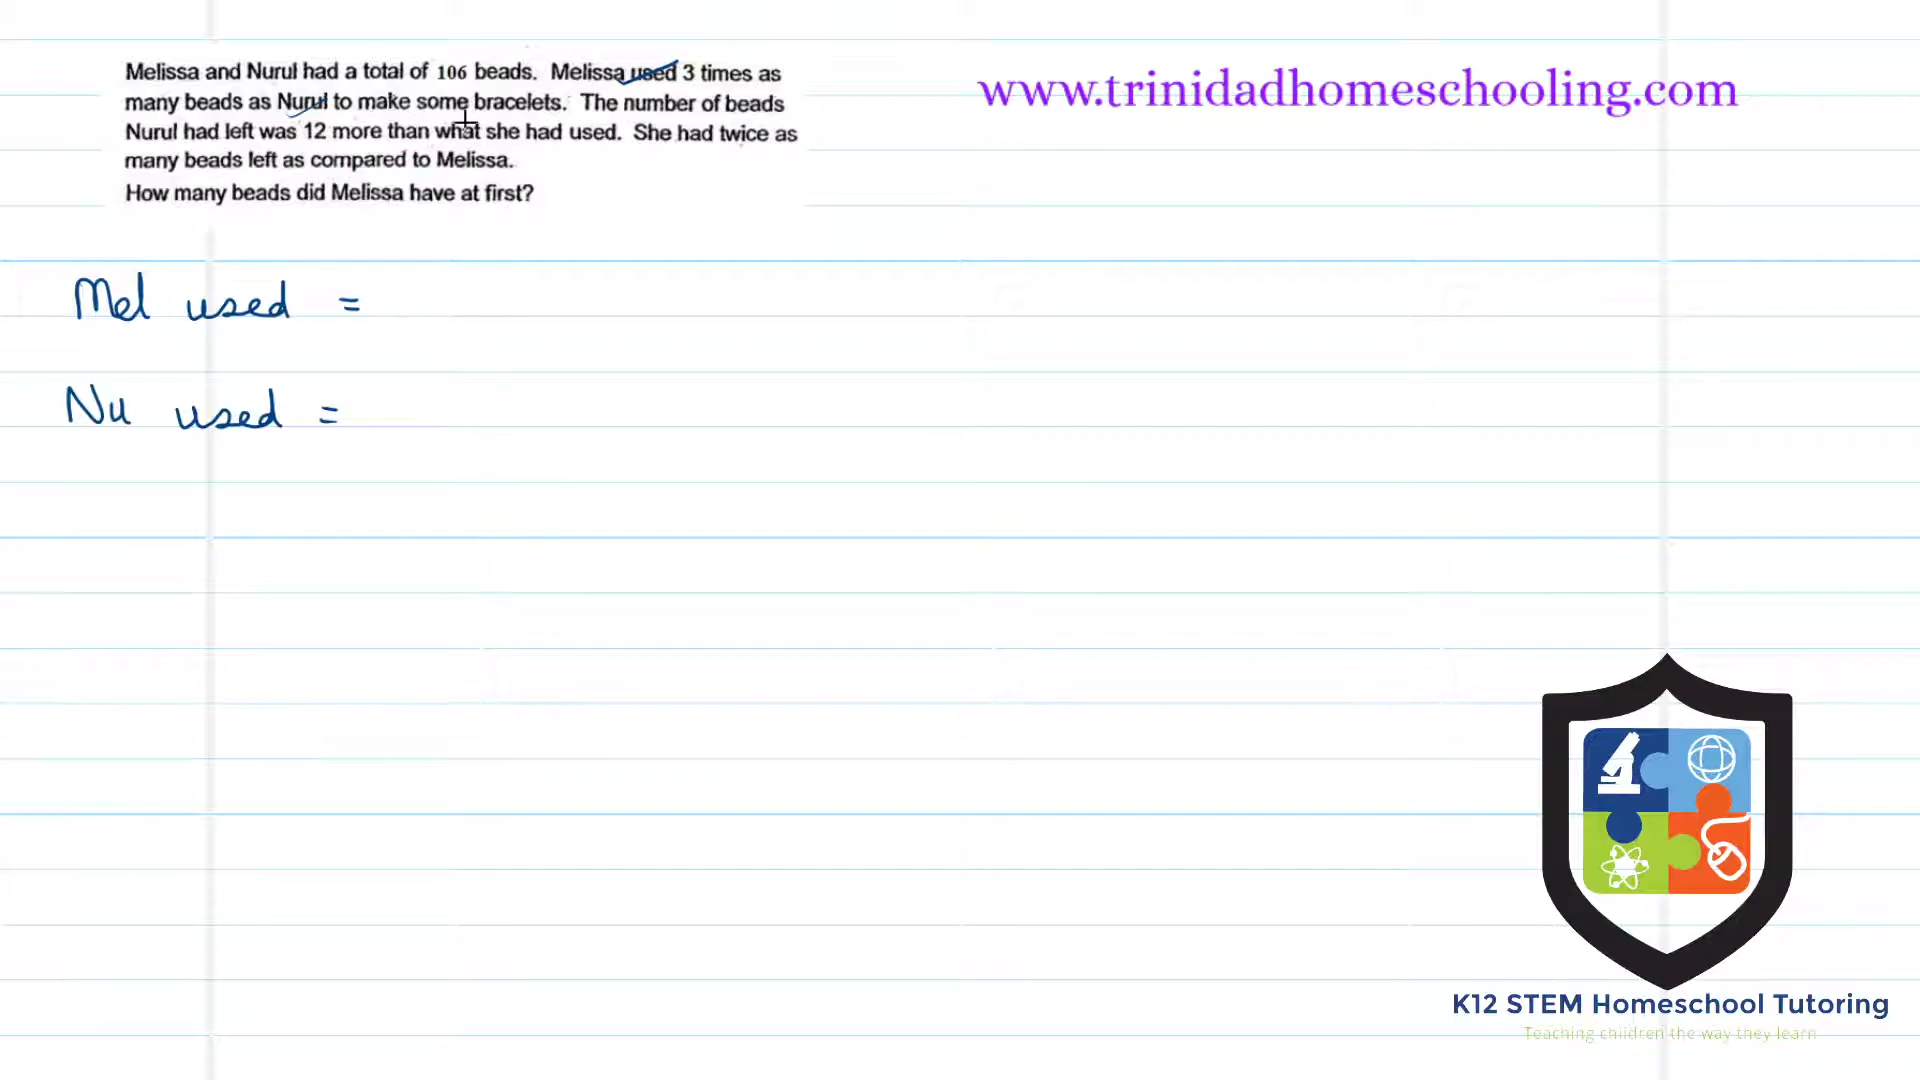 Melissa and Nurul had a total of 106 beads. Melissa used 3 times as
many beads as Nurul to make some bracelets. The number of beads
Nurul had left was 12 more than what she had used. She had twice as
many beads left as compared to Melissa.
How many beads did Melissa have at first?
www.trinidadhomeschooling.com
Mel used =
Nu used =
K12 STEM Homeschool Tutoring
Teaching children the way they learn